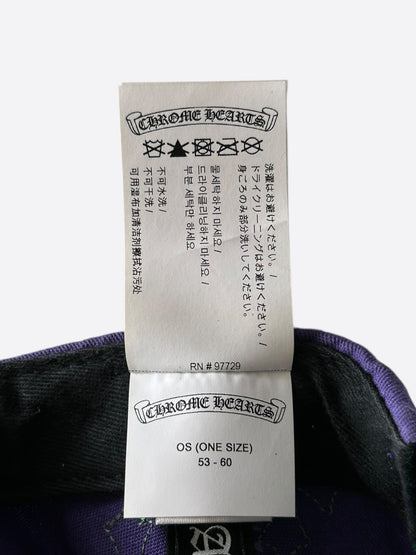 CHROME HEARTS
洗濯はお避けください。/
ドライクリーニングはお避けください。/
身ごろのみ部分洗いしてください。
물세탁하지 마세요 /
드라이클리닝하지 마세요 /
부분 세탁만 하세요.
不可水洗 /
不可干洗 /
可用湿布加清洁剂擦拭沾污处
RN # 97729
CHROME HEARTS
OS (ONE SIZE)
53 - 60